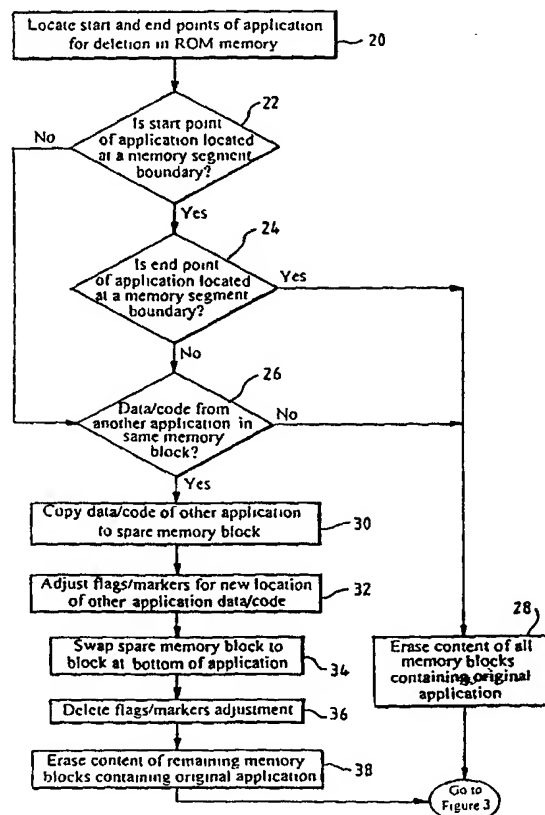 Locate start and end points of application
for deletion in ROM memory
20
22
Is start point
of application located
at a memory segment
boundary?
No
Yes
24
Is end point
of application located
at a memory segment
boundary?
Yes
No
26
Data/code from
another application in
same memory
block?
No
Yes
Copy data/code of other application
to spare memory block
30
Adjust flags/markers for new location
of other application data/code
32
28
Swap spare memory block to
block at bottom of application
34
Erase content of all
memory blocks
containing original
application
Delete flags/markers adjustment
36
Erase content of remaining memory
blocks containing original application
38
Go to
Figure 3